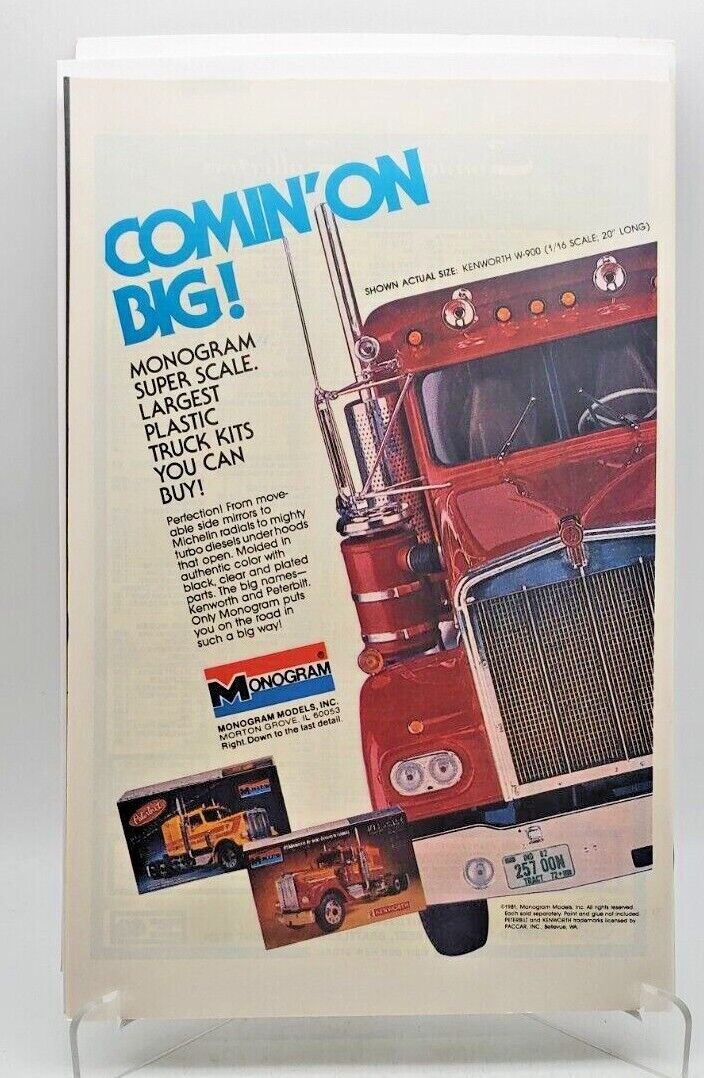 COMIN' ON
BIG!
SHOWN ACTUAL SIZE: KENWORTH W-900 (1/16 SCALE; 20" LONG)
MONOGRAM
SUPER SCALE.
LARGEST
PLASTIC
TRUCK KITS
YOU CAN
BUY!
Perfection! From move-
able side mirrors to
Michelin radials to mighty
turbo diesels under hoods
that open. Molded in
authentic color with
black, clear and plated
parts. The big names—
Kenworth and Peterbilt.
Only Monogram puts
you on the road in
such a big way!
MONOGRAM®
MONOGRAM MODELS, INC.
MORTON GROVE, IL 60053
Right. Down to the last detail.
Peterbilt
KENWORTH
IND 82
257 OON
TRACT
©1981, Monogram Models, Inc. All rights reserved.
Each sold separately. Paint and glue not included.
PETERBILT and KENWORTH trademarks licensed by
PACCAR, INC., Bellevue, WA.